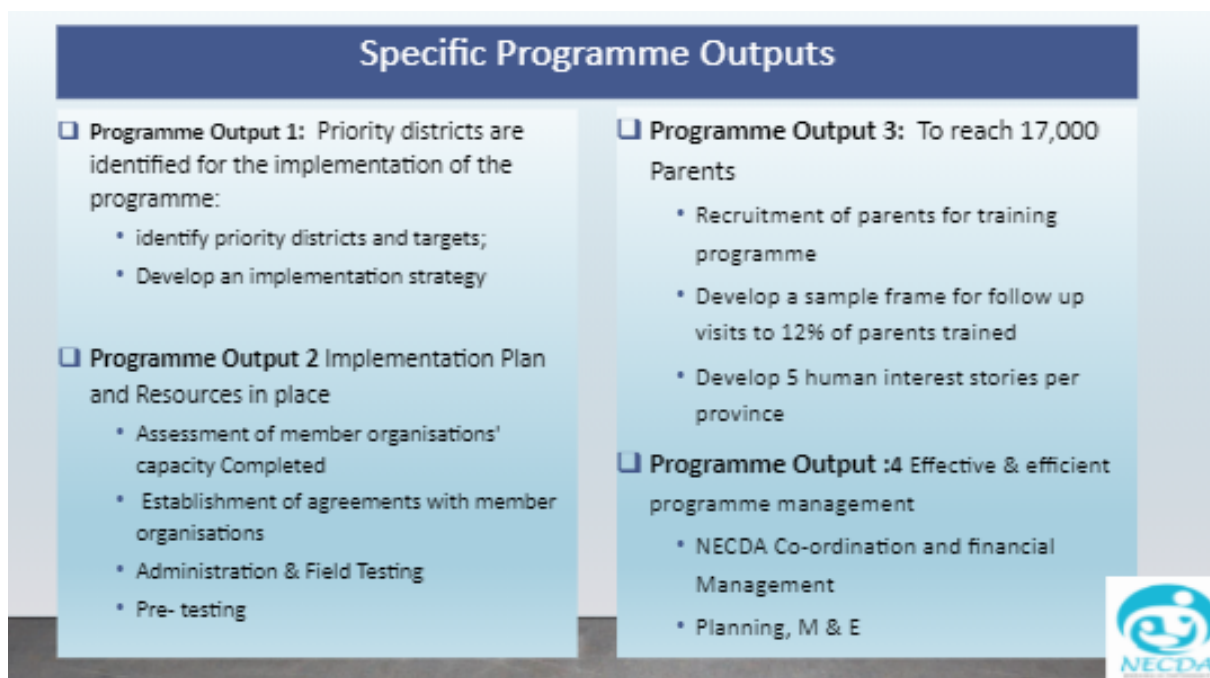 Specific Programme Outputs
Programme Output 1: Priority districts are
identified for the implementation of the
programme:
• identify priority districts and targets;
• Develop an implementation strategy
Programme Output 2 Implementation Plan
and Resources in place
• Assessment of member organisations'
capacity Completed
• Establishment of agreements with member
organisations
• Administration & Field Testing
• Pre- testing
Programme Output 3: To reach 17,000
Parents
• Recruitment of parents for training
programme
• Develop a sample frame for follow up
visits to 12% of parents trained
• Develop 5 human interest stories per
province
Programme Output :4 Effective & efficient
programme management
• NECDA Co-ordination and financial
Management
• Planning, M & E
NECDA